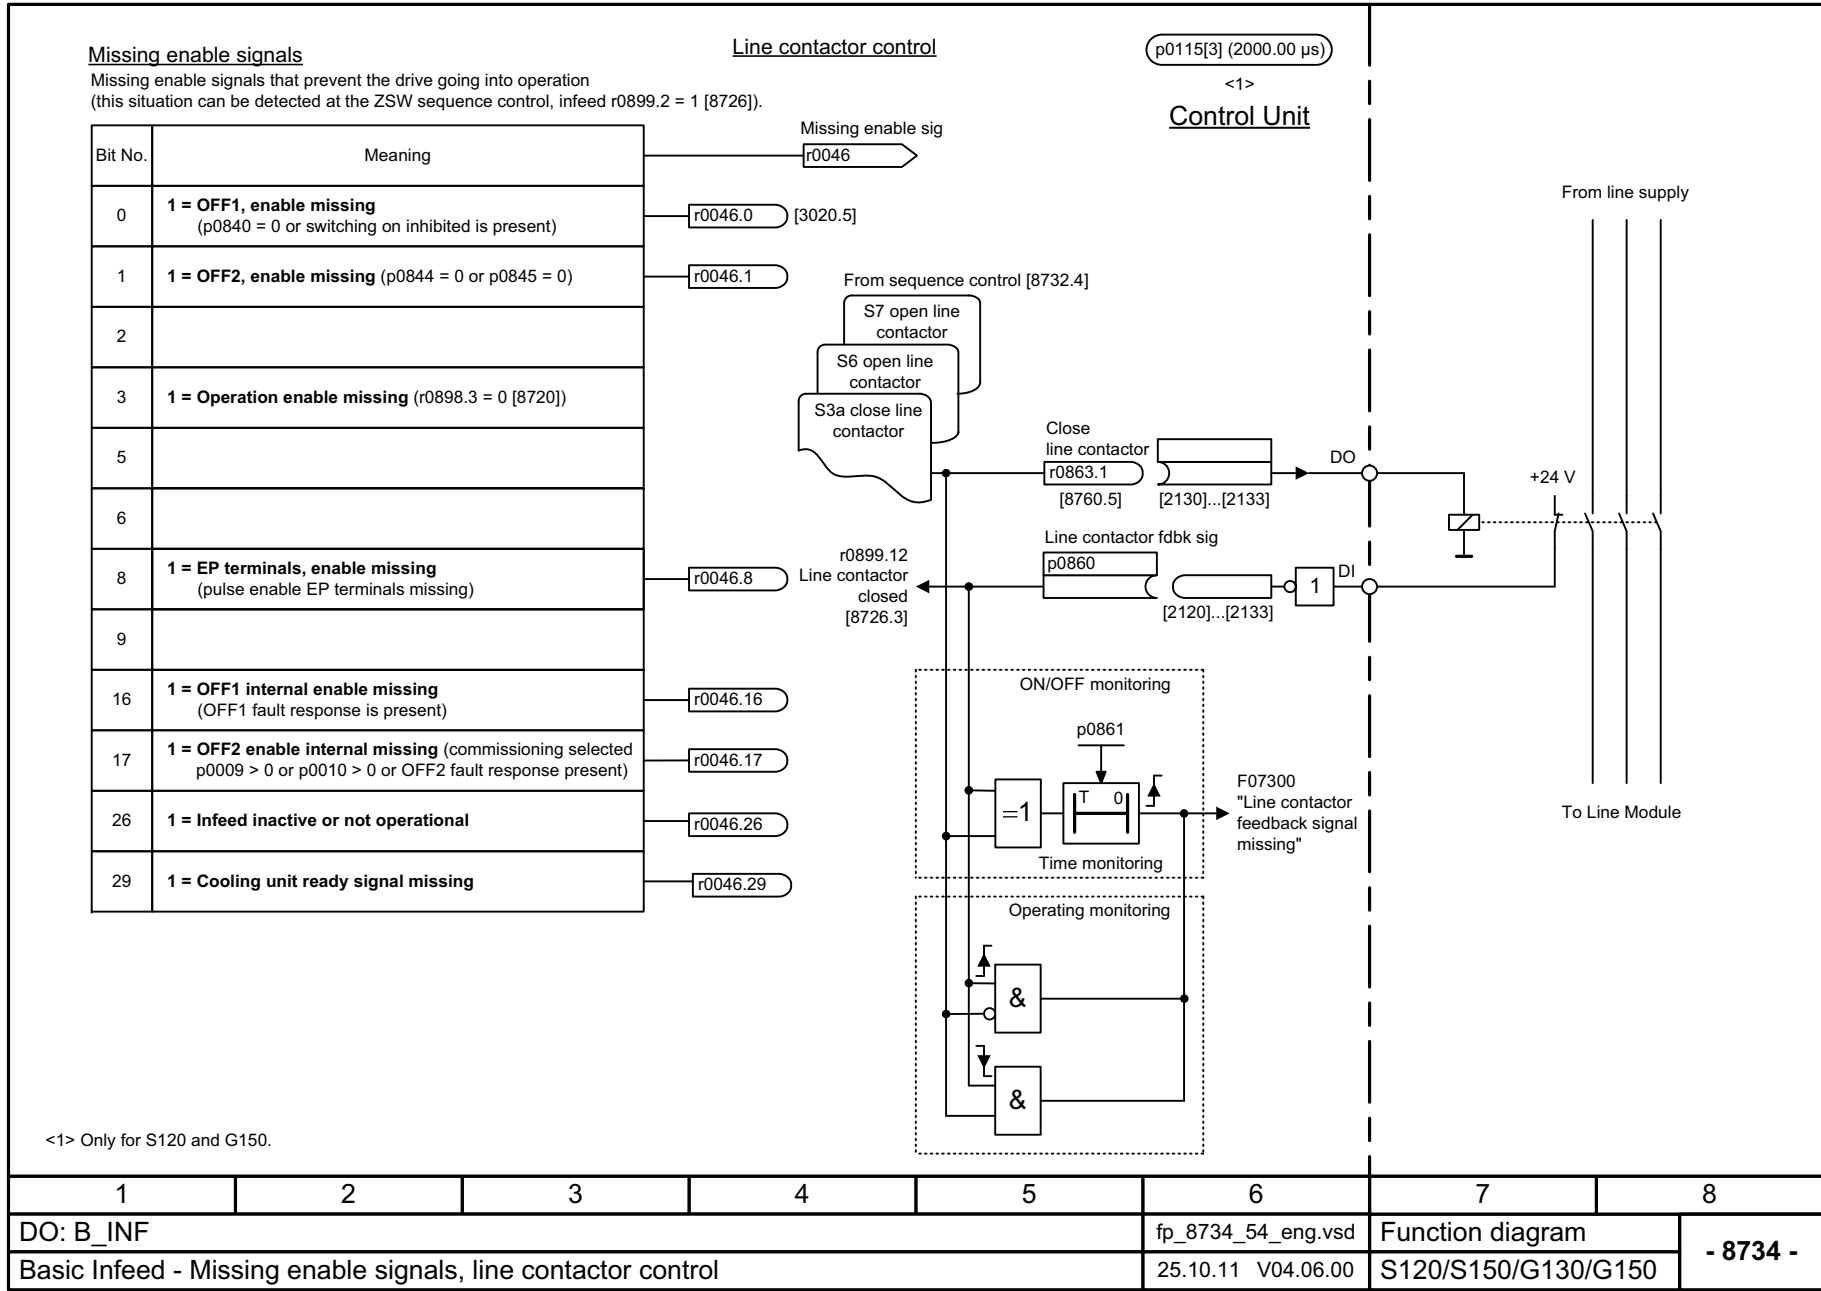 Missing enable signals
Missing enable signals that prevent the drive going into operation
(this situation can be detected at the ZSW sequence control, infeed r0899.2 = 1 [8726]).
Line contactor control
p0115[3] (2000.00 µs)
<1>
Control Unit
Bit No.
Meaning
Missing enable sig
r0046
0
1 = OFF1, enable missing
(p0840 = 0 or switching on inhibited is present)
r0046.0
[3020.5]
1
1 = OFF2, enable missing (p0844 = 0 or p0845 = 0)
r0046.1
2
3
1 = Operation enable missing (r0898.3 = 0 [8720])
5
6
8
1 = EP terminals, enable missing
(pulse enable EP terminals missing)
r0046.8
9
16
1 = OFF1 internal enable missing
(OFF1 fault response is present)
r0046.16
17
1 = OFF2 enable internal missing (commissioning selected
p0009 > 0 or p0010 > 0 or OFF2 fault response present)
r0046.17
26
1 = Infeed inactive or not operational
r0046.26
29
1 = Cooling unit ready signal missing
r0046.29
From sequence control [8732.4]
S7 open line
contactor
S6 open line
contactor
S3a close line
contactor
Close
line contactor
r0863.1
[8760.5]
[2130]...[2133]
DO
Line contactor fdbk sig
p0860
[2120]...[2133]
1
DI
r0899.12
Line contactor
closed
[8726.3]
From line supply
+24 V
To Line Module
ON/OFF monitoring
p0861
=1
T
0
Time monitoring
F07300
"Line contactor
feedback signal
missing"
Operating monitoring
&
&
<1> Only for S120 and G150.
1
2
3
4
5
6
7
8
DO: B_INF
fp_8734_54_eng.vsd
Function diagram
- 8734 -
Basic Infeed - Missing enable signals, line contactor control
25.10.11 V04.06.00
S120/S150/G130/G150